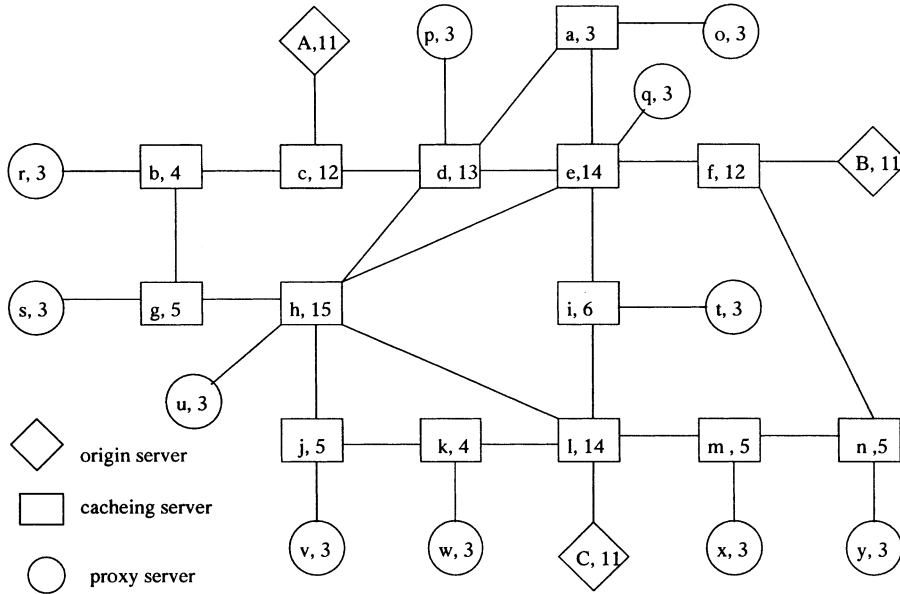 A,11
p, 3
a, 3
o, 3
q, 3
r, 3
b, 4
c, 12
d, 13
e,14
f, 12
B, 11
s, 3
g, 5
h, 15
i, 6
t, 3
u, 3
j, 5
k, 4
l, 14
m , 5
n ,5
origin server
cacheing server
v, 3
w, 3
C, 11
x, 3
y, 3
proxy server